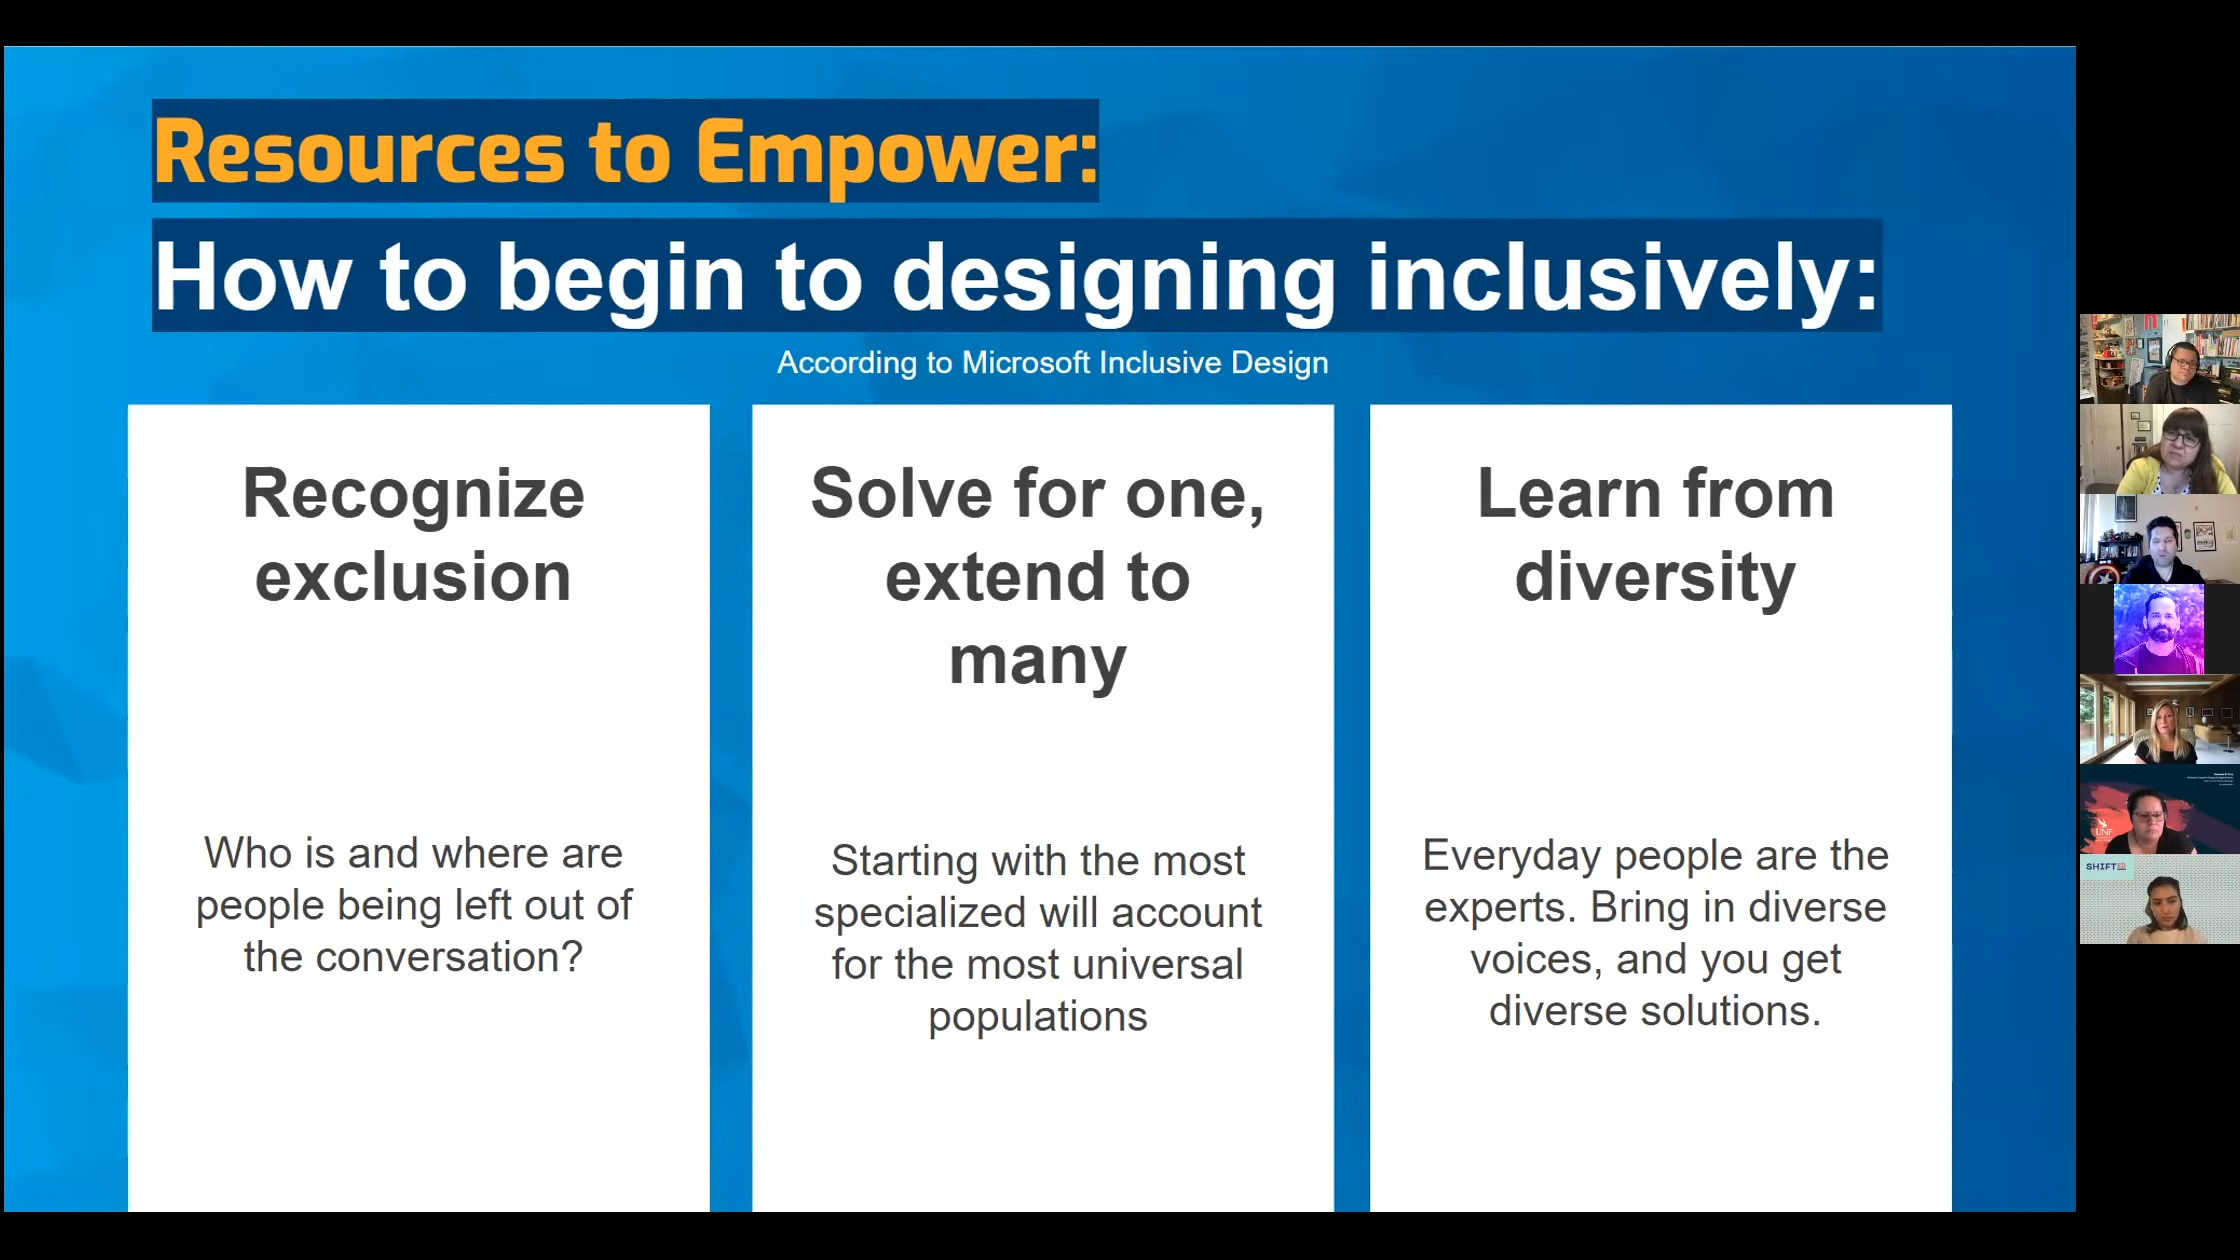 Resources to Empower:
How to begin to designing inclusively:
According to Microsoft Inclusive Design
Recognize
exclusion
Who is and where are
people being left out of
the conversation?
Solve for one,
extend to
many
Starting with the most
specialized will account
for the most universal
populations
Learn from
diversity
Everyday people are the
experts. Bring in diverse
voices, and you get
diverse solutions.
UNF
SHIFTED